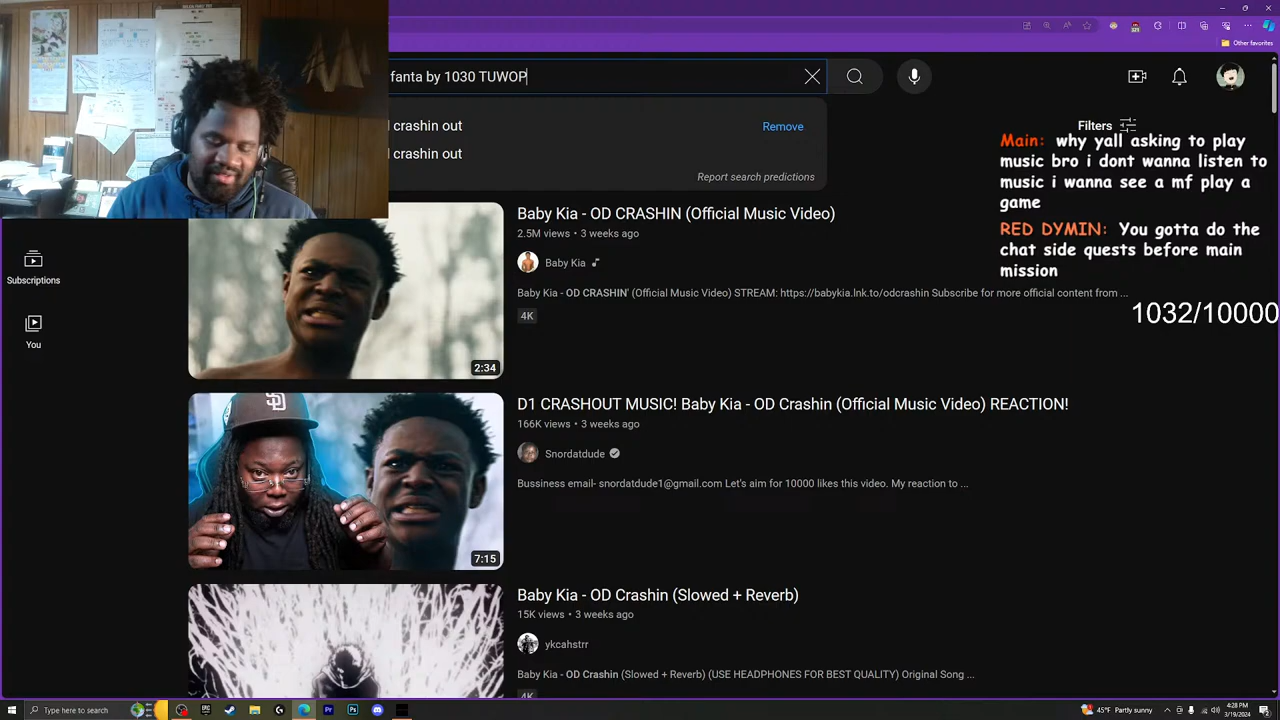 fanta by 1030 TUWOP
crashin out
Remove
crashin out
Report search predictions
Filters
Main: why yall asking to play
music bro i dont wanna listen to
music i wanna see a mf play a
game
RED DYMIN: You gotta do the
chat side quests before main
mission
1032/10000
Other favorites
Subscriptions
You
Baby Kia - OD CRASHIN (Official Music Video)
2.5M views • 3 weeks ago
Baby Kia
Baby Kia - OD CRASHIN' (Official Music Video) STREAM: https://babykia.lnk.to/odcrashin Subscribe for more official content from ...
4K
2:34
D1 CRASHOUT MUSIC! Baby Kia - OD Crashin (Official Music Video) REACTION!
166K views • 3 weeks ago
Snordatdude
Bussiness email- snordatdude1@gmail.com Let's aim for 10000 likes this video. My reaction to ...
7:15
Baby Kia - OD Crashin (Slowed + Reverb)
15K views • 3 weeks ago
ykcahstrr
Baby Kia - OD Crashin (Slowed + Reverb) (USE HEADPHONES FOR BEST QUALITY) Original Song ...
4K
Type here to search
45°F Partly sunny
4:28 PM
3/19/2024